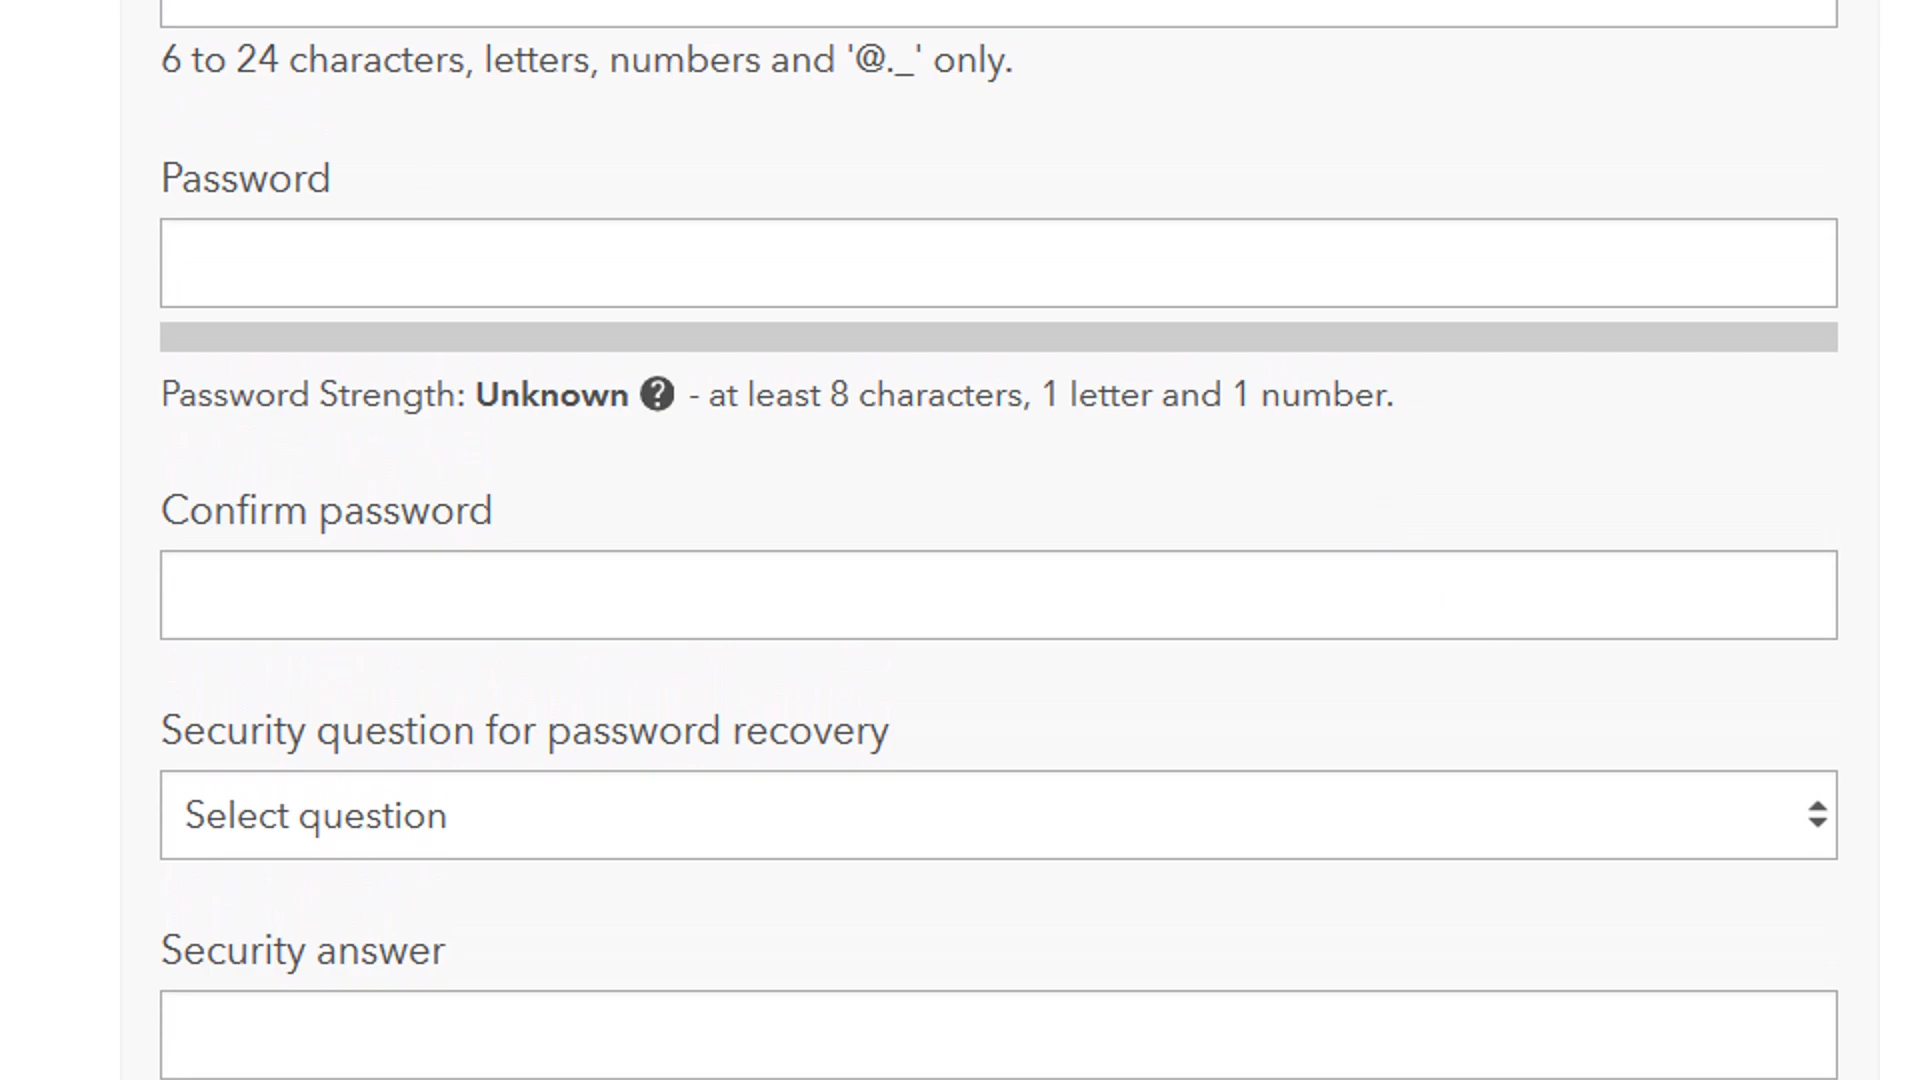 6 to 24 characters, letters, numbers and '@._' only.
Password
Password Strength: Unknown ? - at least 8 characters, 1 letter and 1 number.
Confirm password
Security question for password recovery
Select question
Security answer